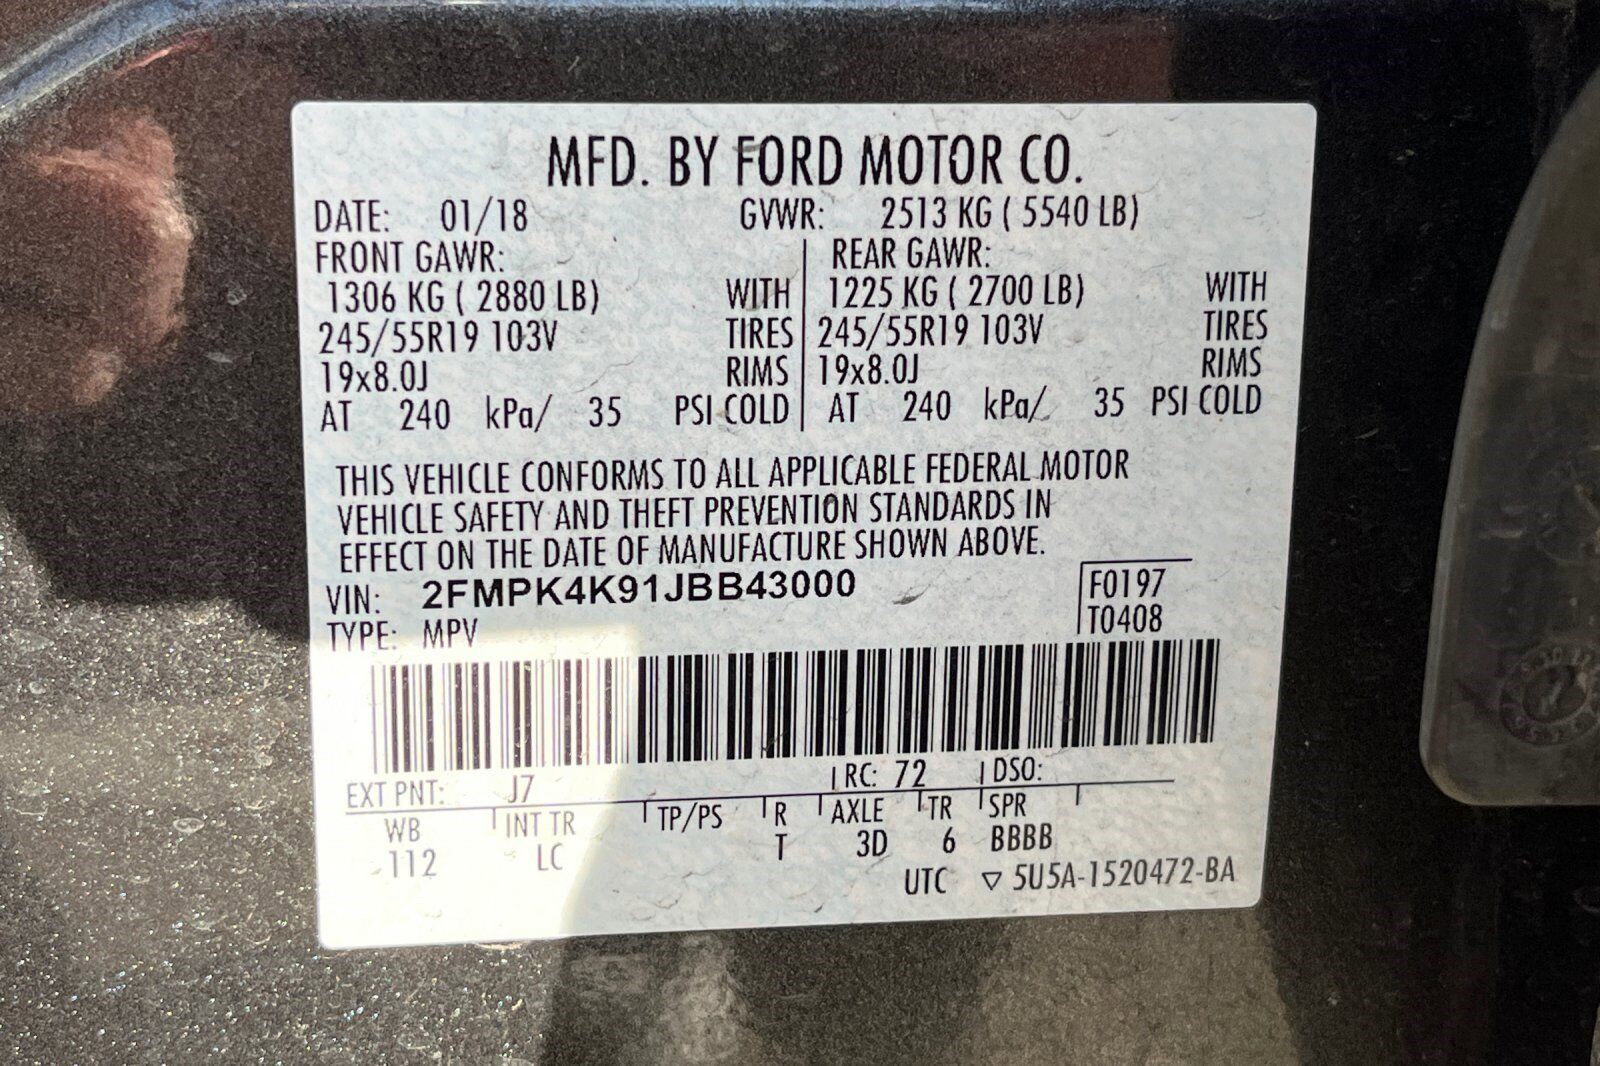 MFD. BY FORD MOTOR CO.
DATE: 01/18 GVWR: 2513 KG ( 5540 LB)
FRONT GAWR: REAR GAWR:
1306 KG ( 2880 LB) WITH 1225 KG ( 2700 LB) WITH
245/55R19 103V TIRES 245/55R19 103V TIRES
19x8.0J RIMS 19x8.0J RIMS
AT 240 kPa/ 35 PSI COLD AT 240 kPa/ 35 PSI COLD
THIS VEHICLE CONFORMS TO ALL APPLICABLE FEDERAL MOTOR
VEHICLE SAFETY AND THEFT PREVENTION STANDARDS IN
EFFECT ON THE DATE OF MANUFACTURE SHOWN ABOVE.
VIN: 2FMPK4K91JBB43000 F0197
TYPE: MPV T0408
EXT PNT: J7 RC: 72 DSO:
WB INT TR TP/PS R AXLE TR SPR
112 LC T 3D 6 BBBB
UTC ▽ 5U5A-1520472-BA